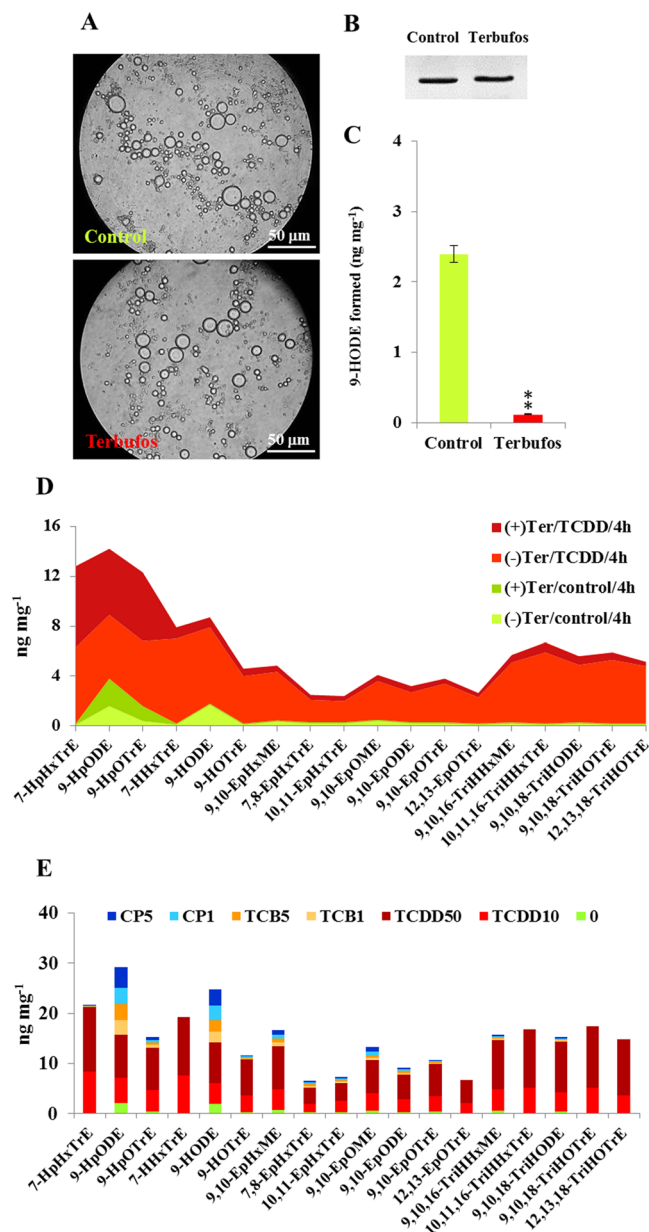 A
Control
50 μm
Terbufos
50 μm
B
Control Terbufos
C
9-HODE formed (ng mg-1)
4
3
2
1
0
**
Control Terbufos
D
ng mg-1
16
12
8
4
0
(+)Ter/TCDD/4h
(-)Ter/TCDD/4h
(+)Ter/control/4h
(-)Ter/control/4h
7-HpHxTrE
9-HpODE
9-HpOTrE
7-HHxTrE
9-HODE
9-HOTrE
9,10-EpHxME
7,8-EpHxTrE
10,11-EpHxTrE
9,10-EpOME
9,10-EpODE
9,10-EpOTrE
12,13-EpOTrE
9,10,16-TriHHxME
10,11,16-TriHHxTrE
9,10,18-TriHODE
9,10,18-TriHOTrE
12,13,18-TriHOTrE
E
ng mg-1
40
30
20
10
0
CP5 CP1 TCB5 TCB1 TCDD50 TCDD10 0
7-HpHxTrE
9-HpODE
9-HpOTrE
7-HHxTrE
9-HODE
9-HOTrE
9,10-EpHxME
7,8-EpHxTrE
10,11-EpHxTrE
9,10-EpOME
9,10-EpODE
9,10-EpOTrE
12,13-EpOTrE
9,10,16-TriHHxME
10,11,16-TriHHxTrE
9,10,18-TriHODE
9,10,18-TriHOTrE
12,13,18-TriHOTrE